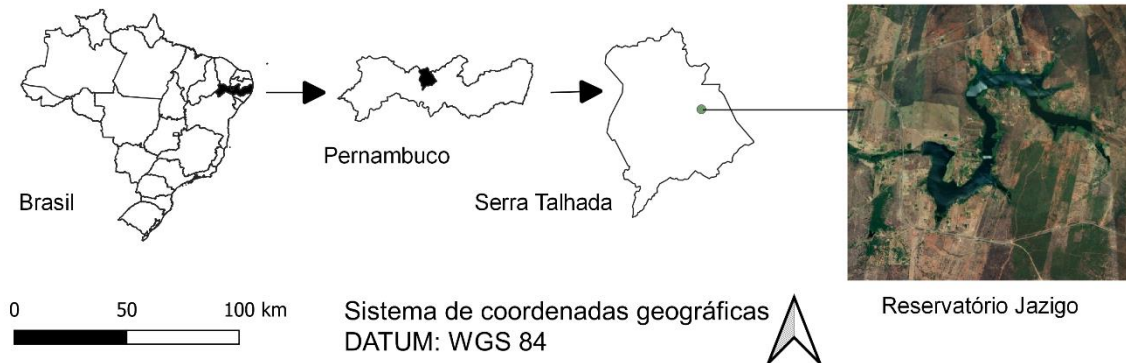 Brasil
Pernambuco
Serra Talhada
Reservatório Jazigo
0 50 100 km
Sistema de coordenadas geográficas
DATUM: WGS 84